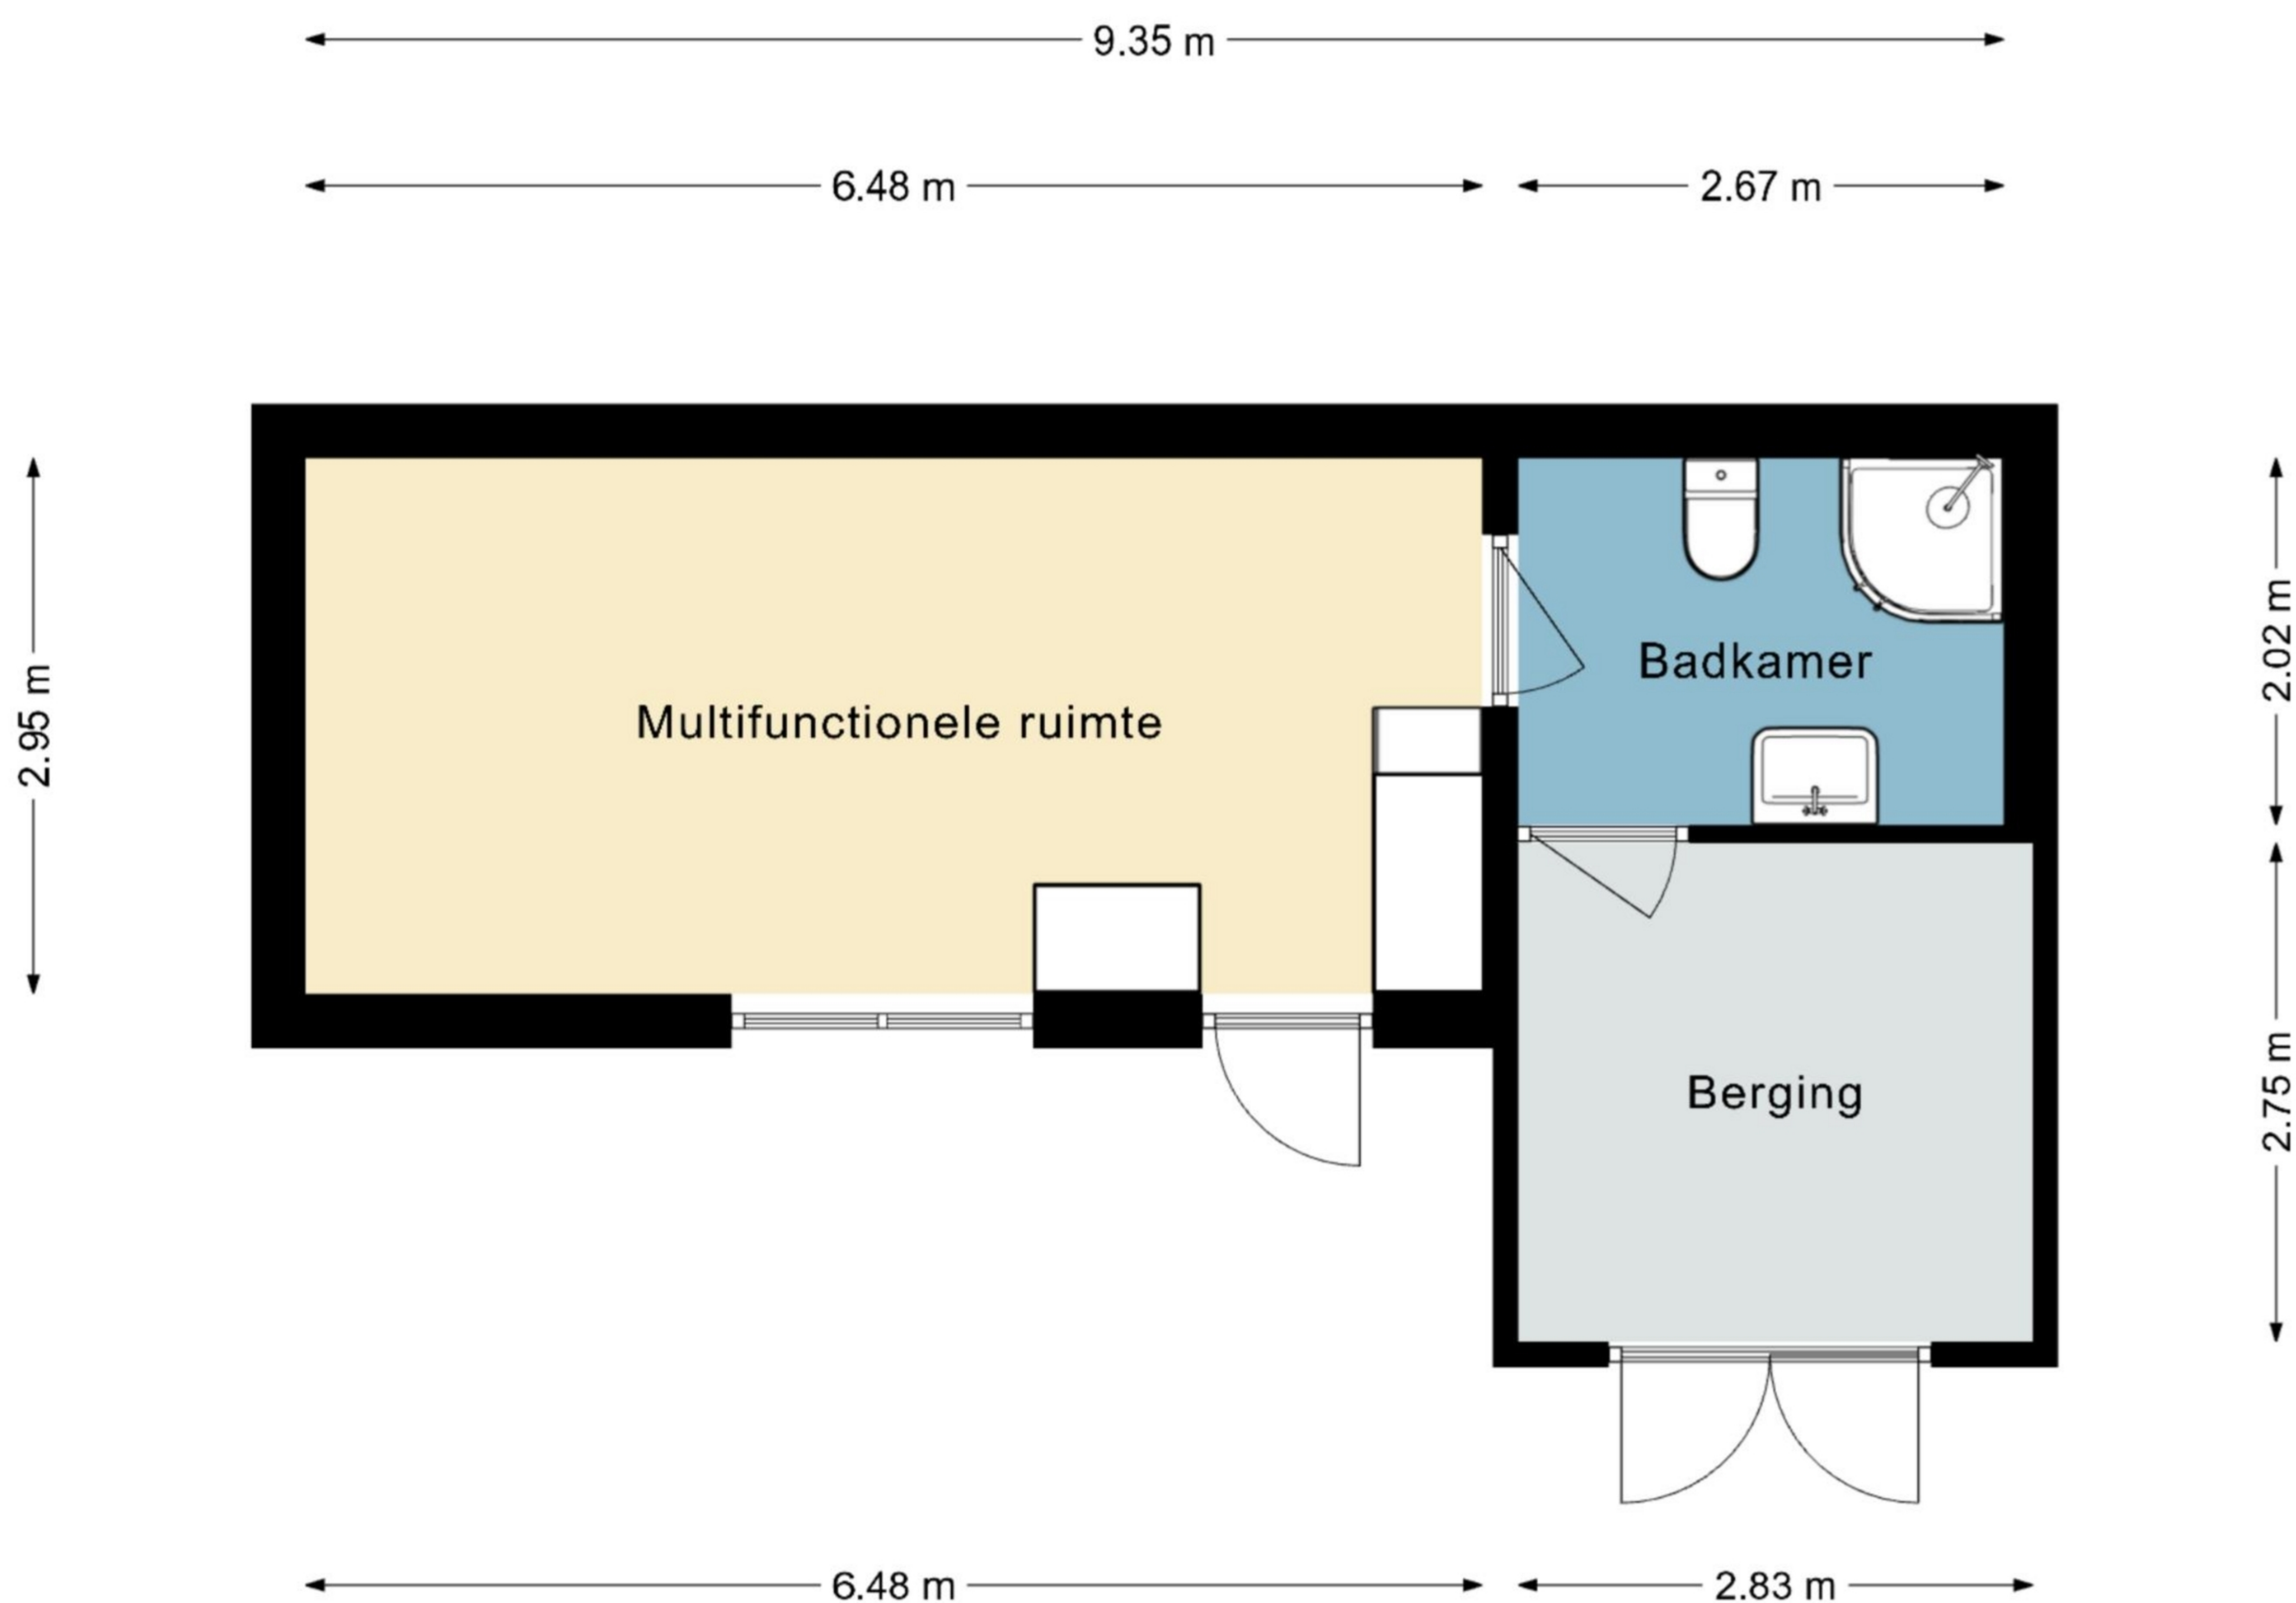 9.35 m
6.48 m
2.67 m
2.95 m
2.02 m
Badkamer
Multifunctionele ruimte
Berging
2.75 m
6.48 m
2.83 m